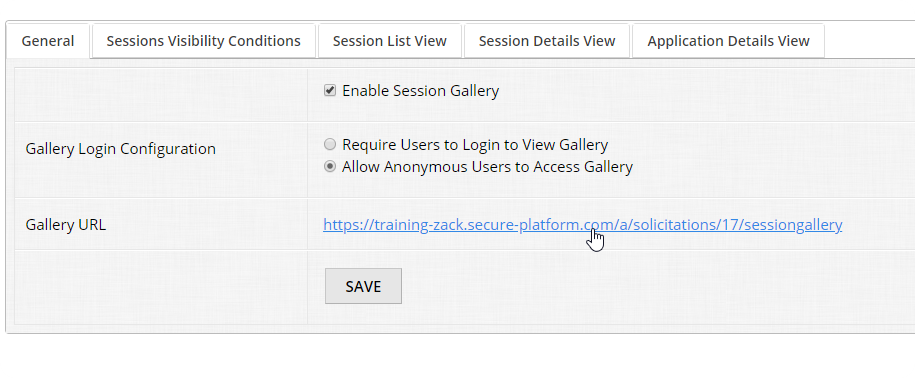 General
Sessions Visibility Conditions
Session List View
Session Details View
Application Details View
Enable Session Gallery
Gallery Login Configuration
Require Users to Login to View Gallery
Allow Anonymous Users to Access Gallery
Gallery URL
https://training-zack.secure-platform.com/a/solicitations/17/sessiongallery
SAVE